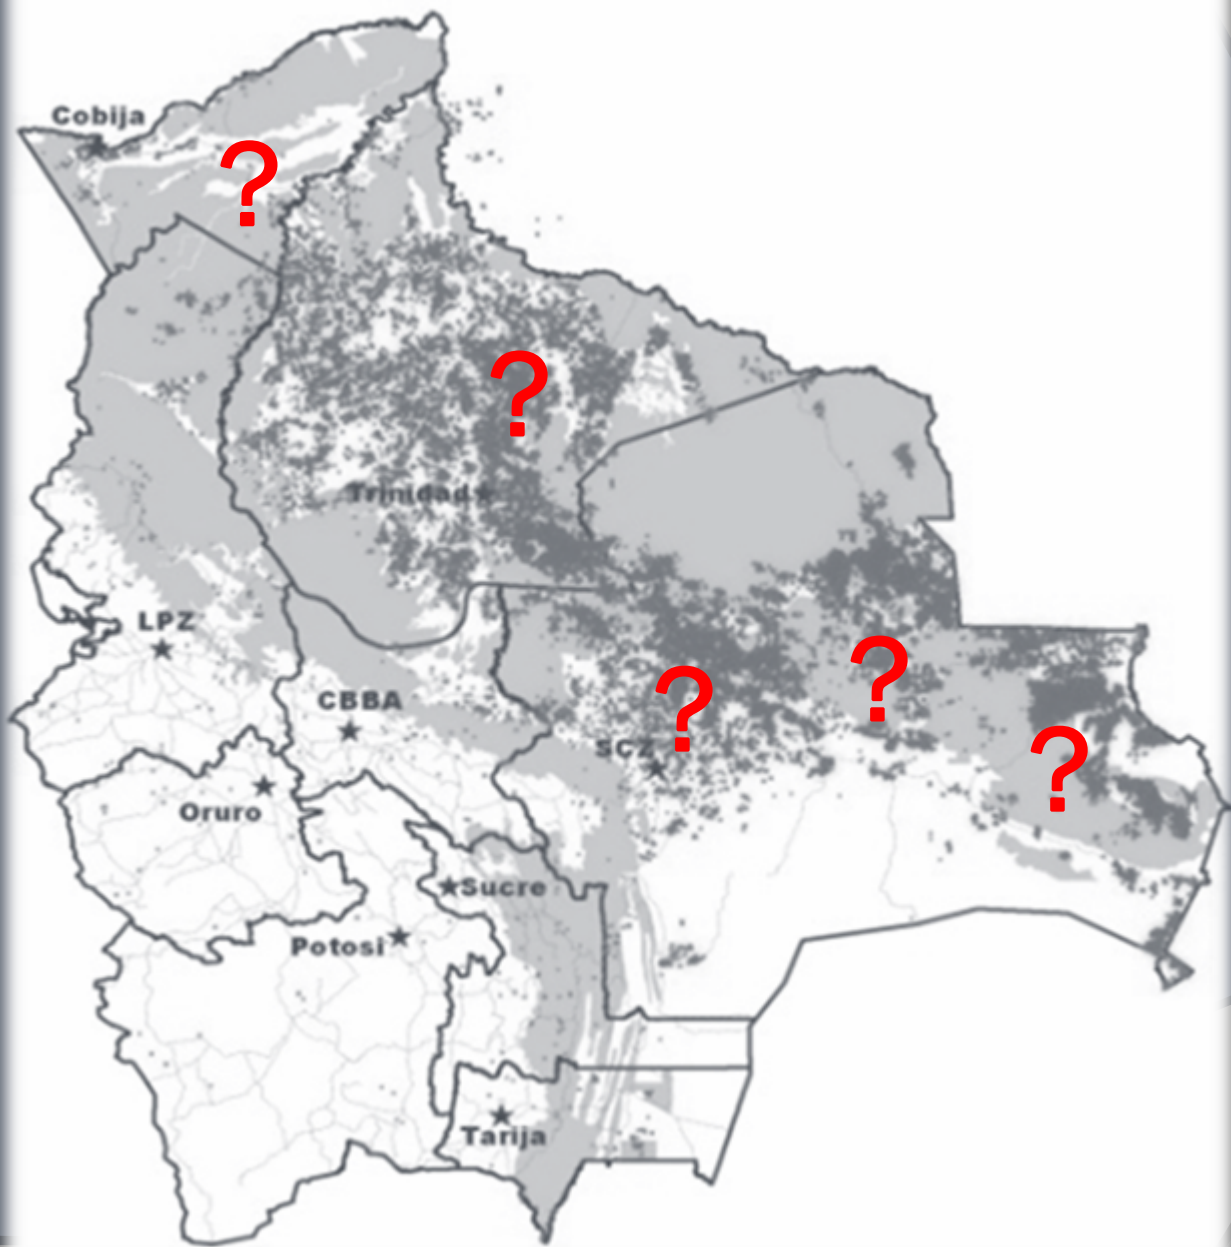 Cobija
?
?
Trinidad
LPZ
?
?
CBBA
SCZ
?
Oruro
Sucre
Potosi
Tarija